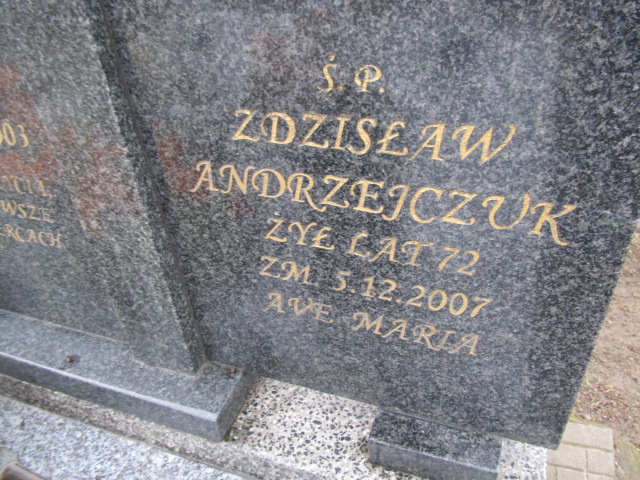 Ś. P.
ZDZISŁAW
ANDRZEJCZUK
ŻYŁ LAT 72
ZM. 5.12.2007
AVE MARIA